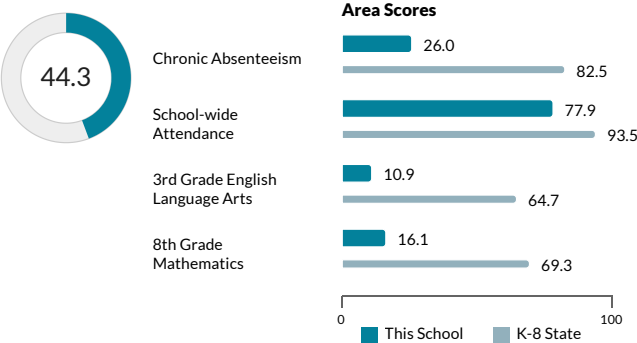 Area Scores
44.3
Chronic Absenteeism
26.0
82.5
School-wide
Attendance
77.9
93.5
3rd Grade English
Language Arts
10.9
64.7
8th Grade
Mathematics
16.1
69.3
0
100
This School
K-8 State